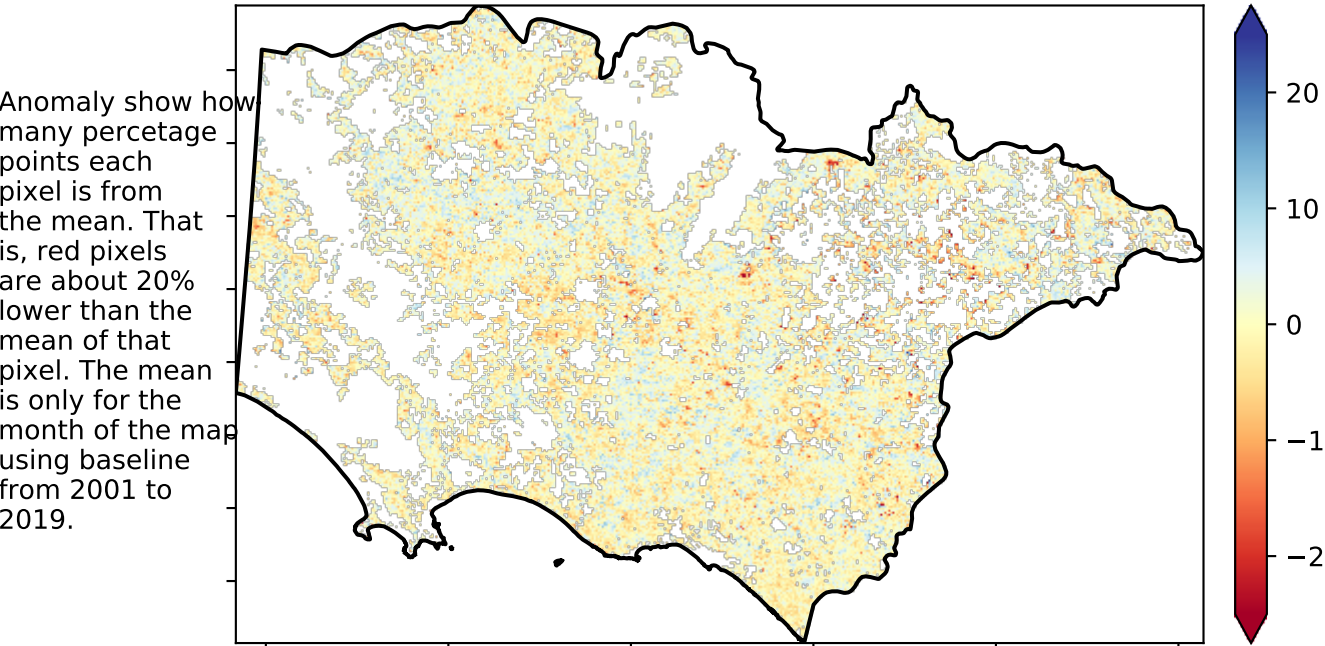 Anomaly show how
many percetage
points each
pixel is from
the mean. That
is, red pixels
are about 20%
lower than the
mean of that
pixel. The mean
is only for the
month of the map
using baseline
from 2001 to
2019.
20
10
0
−1
−2